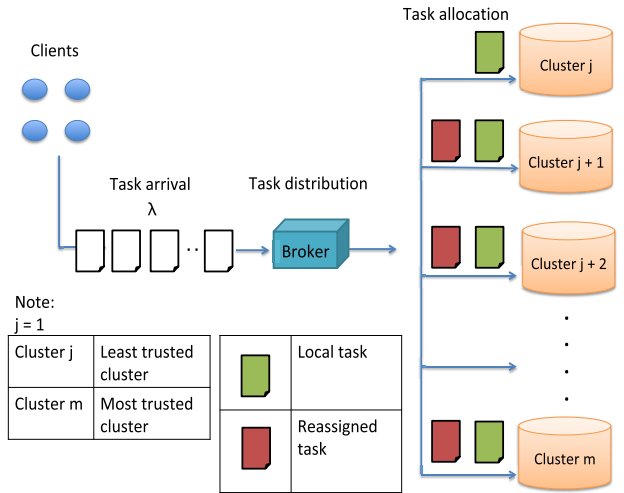 Task allocation
Clients
Cluster j
Cluster j + 1
Task arrival
λ
Task distribution
Broker
Cluster j + 2
Note:
j = 1
Cluster j
Least trusted
cluster
Cluster m
Most trusted
cluster
Local task
Reassigned
task
Cluster m